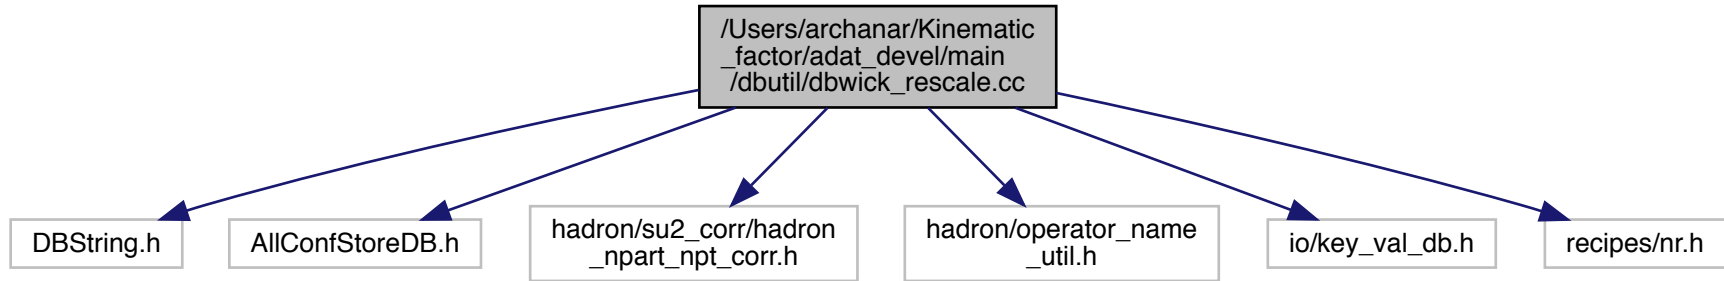 /Users/archanar/Kinematic
_factor/adat_devel/main
/dbutil/dbwick_rescale.cc
DBString.h
AllConfStoreDB.h
hadron/su2_corr/hadron
_npart_npt_corr.h
hadron/operator_name
_util.h
io/key_val_db.h
recipes/nr.h